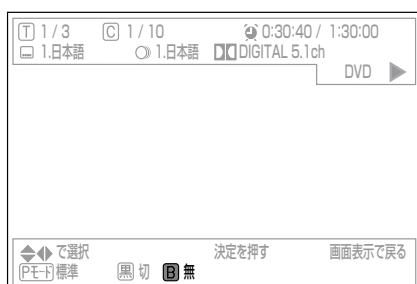 T 1 / 3 C 1 / 10 0:30:40 / 1:30:00
1.日本語 1.日本語 DIGITAL 5.1ch
DVD
で選択 決定を押す 画面表示で戻る
Pモード 標準 黒 切 B 無